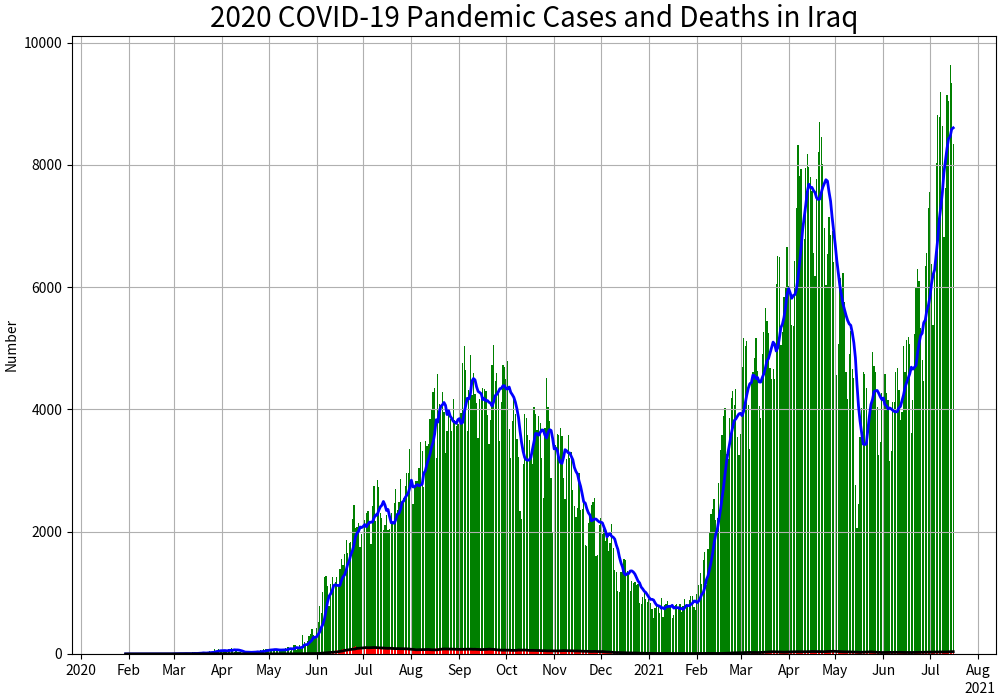 2020 COVID-19 Pandemic Cases and Deaths in Iraq
10000
8000
6000
4000
2000
0
Number
2020 Feb Mar Apr May Jun Jul Aug Sep Oct Nov Dec 2021 Feb Mar Apr May Jun Jul Aug
2021